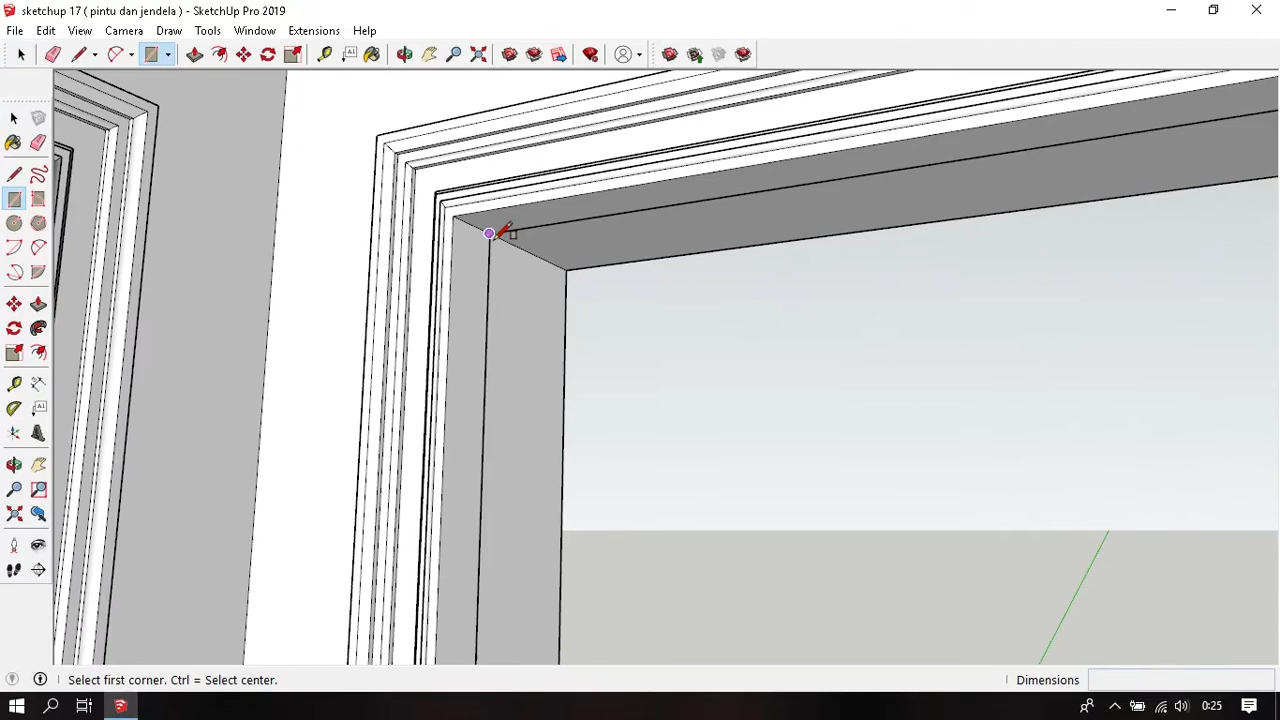 sketchup 17 ( pintu dan jendela ) - SketchUp Pro 2019
File Edit View Camera Draw Tools Window Extensions Help
Select first corner. Ctrl = Select center.
Dimensions
0:25